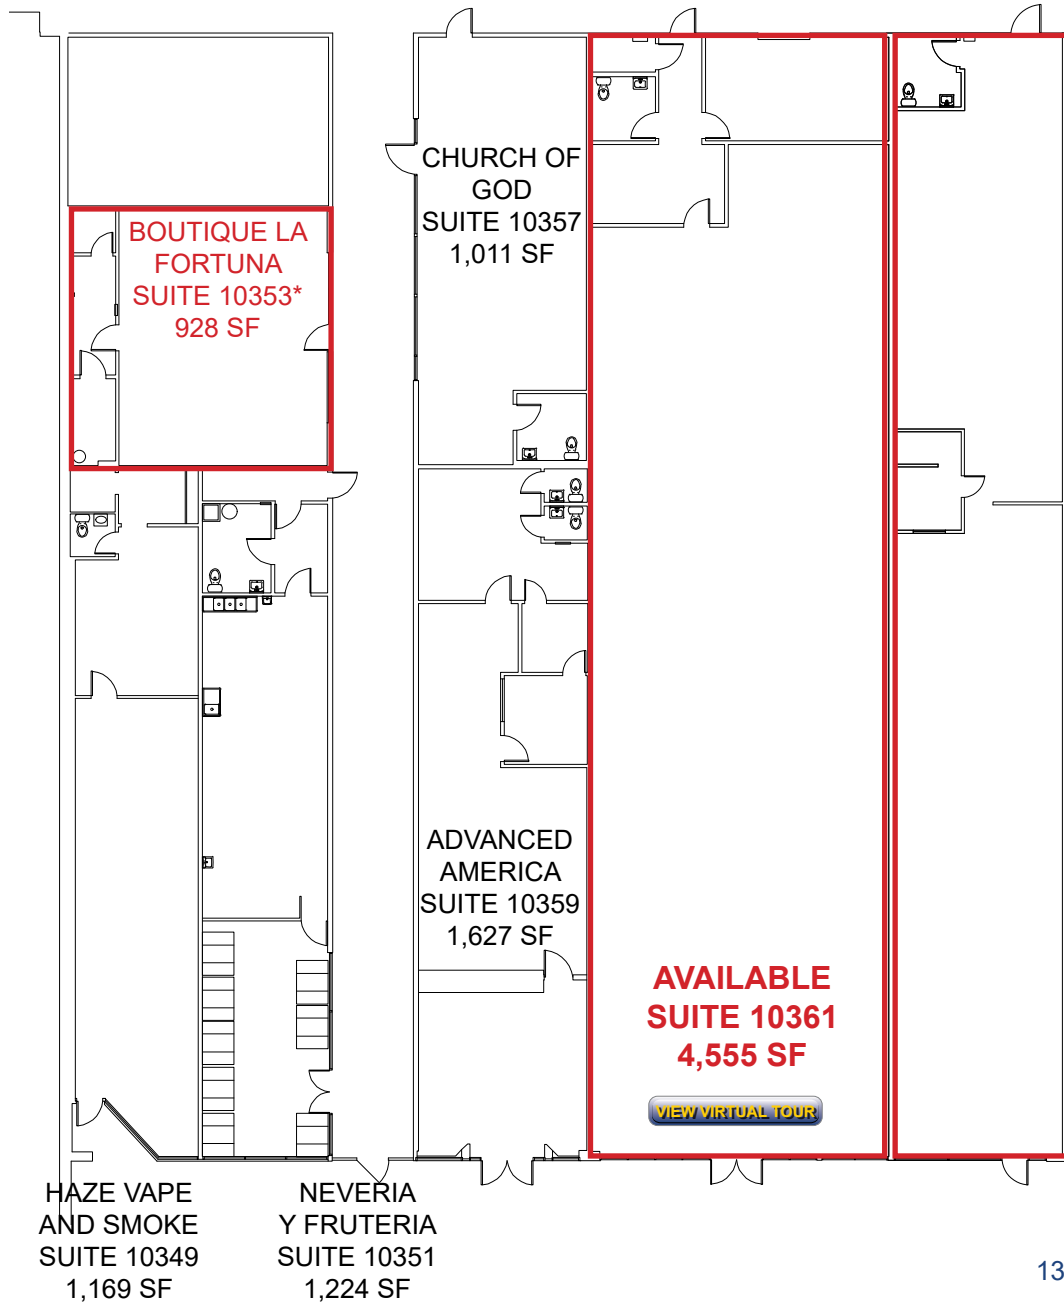 CHURCH OF
GOD
SUITE 10357
1,011 SF
BOUTIQUE LA
FORTUNA
SUITE 10353*
928 SF
ADVANCED
AMERICA
SUITE 10359
1,627 SF
AVAILABLE
SUITE 10361
4,555 SF
VIEW VIRTUAL TOUR
HAZE VAPE
AND SMOKE
SUITE 10349
1,169 SF
NEVERIA
Y FRUTERIA
SUITE 10351
1,224 SF
13